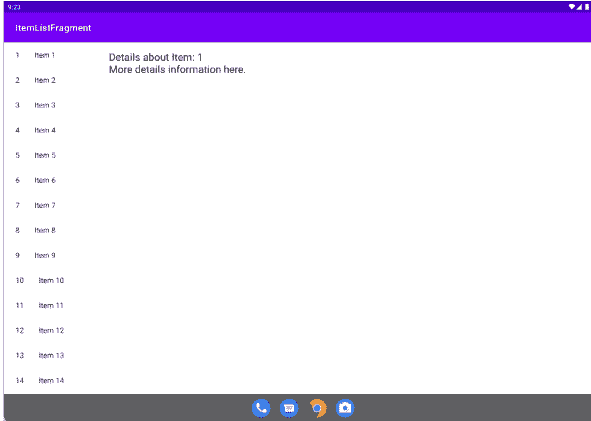 9:23
ItemListFragment
1 Item 1
2 Item 2
3 Item 3
4 Item 4
5 Item 5
6 Item 6
7 Item 7
8 Item 8
9 Item 9
10 Item 10
11 Item 11
12 Item 12
13 Item 13
14 Item 14
Details about Item: 1
More details information here.